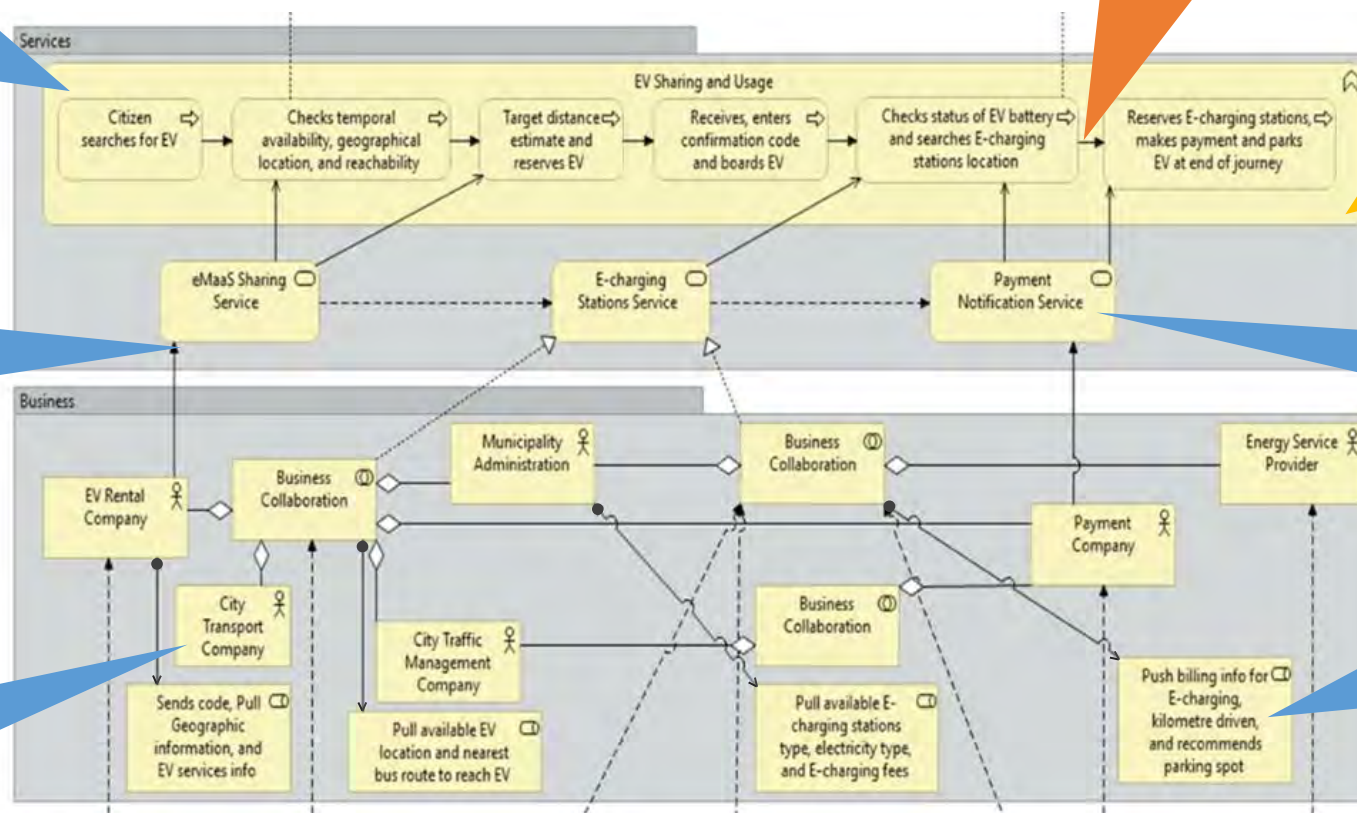 Services
EV Sharing and Usage
Citizen
searches for EV
Checks temporal
availability, geographical
location, and reachability
Target distance
estimate and
reserves EV
Receives, enters
confirmation code
and boards EV
Checks status of EV battery
and searches E-charging
stations location
Reserves E-charging stations,
makes payment and parks
EV at end of journey
eMaaS Sharing
Service
E-charging
Stations Service
Payment
Notification Service
Business
EV Rental
Company
Business
Collaboration
Municipality
Administration
Business
Collaboration
Energy Service
Provider
Payment
Company
City
Transport
Company
City Traffic
Management
Company
Business
Collaboration
Sends code, Pull
Geographic
information, and
EV services info
Pull available EV
location and nearest
bus route to reach EV
Pull available E-
charging stations
type, electricity type,
and E-charging fees
Push billing info for
E-charging,
kilometre driven,
and recommends
parking spot